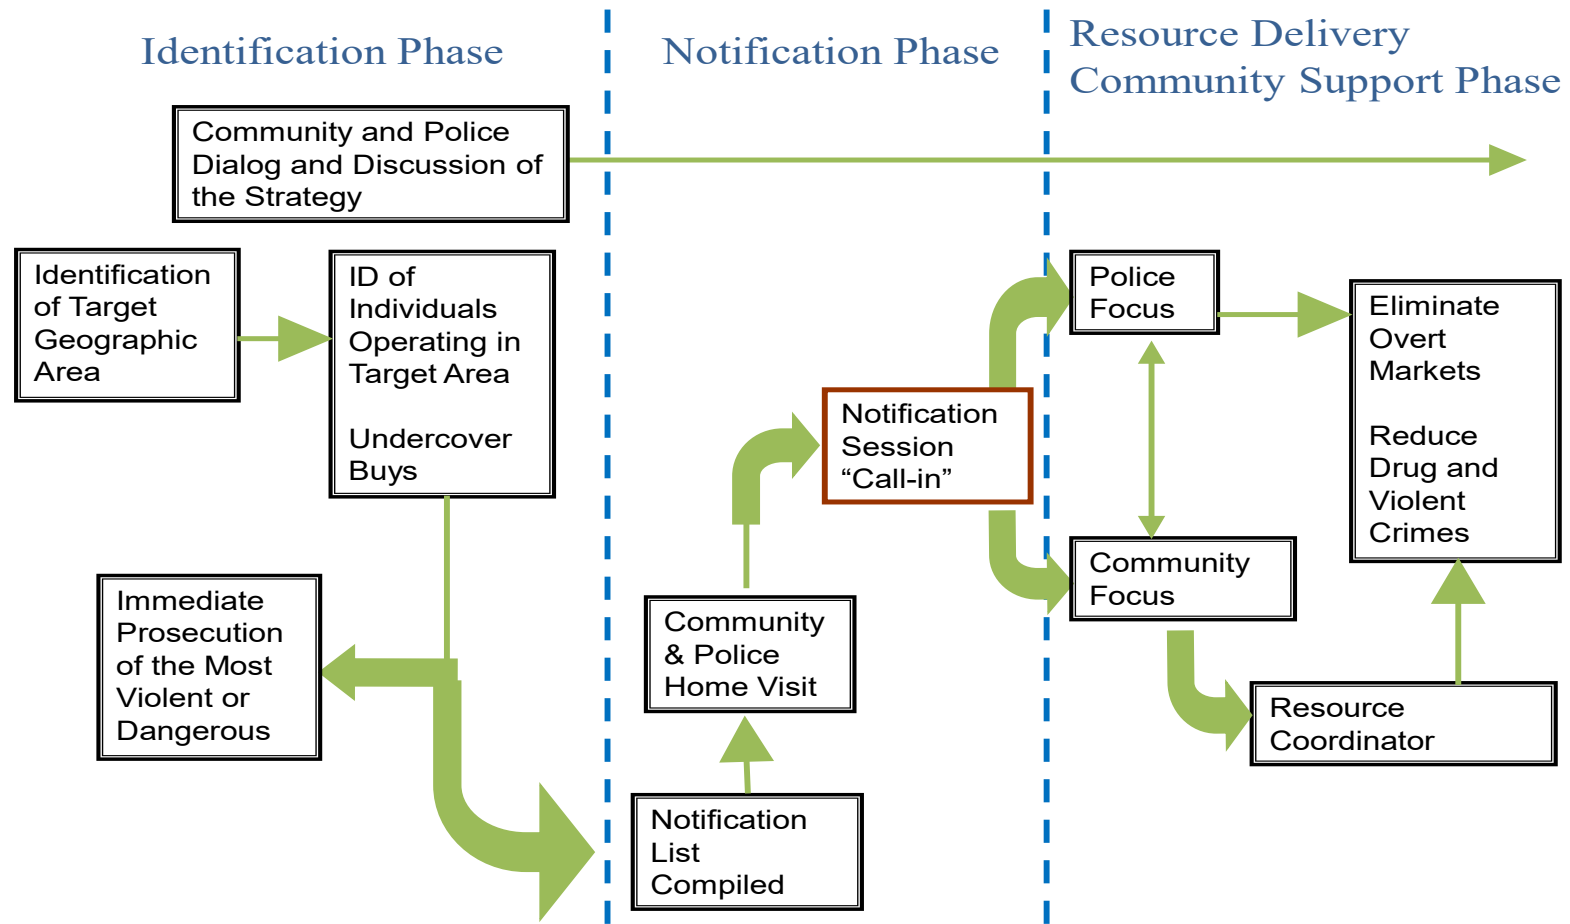 Identification Phase
Notification Phase
Resource Delivery
Community Support Phase
Community and Police
Dialog and Discussion of
the Strategy
Identification
of Target
Geographic
Area
ID of
Individuals
Operating in
Target Area
Undercover
Buys
Immediate
Prosecution
of the Most
Violent or
Dangerous
Notification
List
Compiled
Community
& Police
Home Visit
Notification
Session
“Call-in”
Police
Focus
Community
Focus
Resource
Coordinator
Eliminate
Overt
Markets
Reduce
Drug and
Violent
Crimes